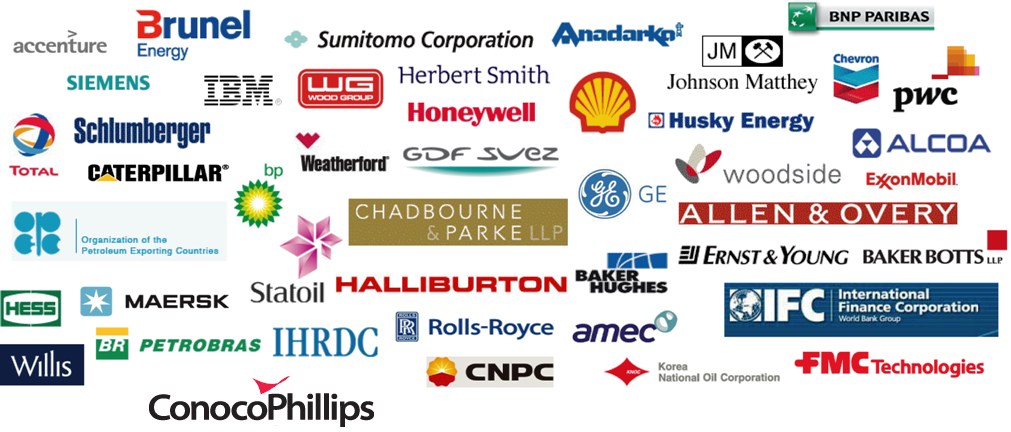 accenture
Brunel
Energy
Sumitomo Corporation
Anadarko
BNP PARIBAS
SIEMENS
IBM
WG
WOOD GROUP
Herbert Smith
Honeywell
JM
Johnson Matthey
Chevron
pwc
Schlumberger
Husky Energy
ALCOA
TOTAL
CATERPILLAR®
Weatherford
GDF SUEZ
GE
GE
woodside
ExxonMobil
bp
Organization of the
Petroleum Exporting Countries
CHADBOURNE
& PARKE LLP
ALLEN & OVERY
ERNST & YOUNG
BAKER BOTTS LLP
HESS
MAERSK
Statoil
HALLIBURTON
BAKER
HUGHES
IFC
International
Finance Corporation
World Bank Group
Willis
BR
PETROBRAS
IHRDC
ROLLS
RR
ROYCE
Rolls-Royce
amec
CNPC
KNOC
Korea
National Oil Corporation
FMC Technologies
ConocoPhillips